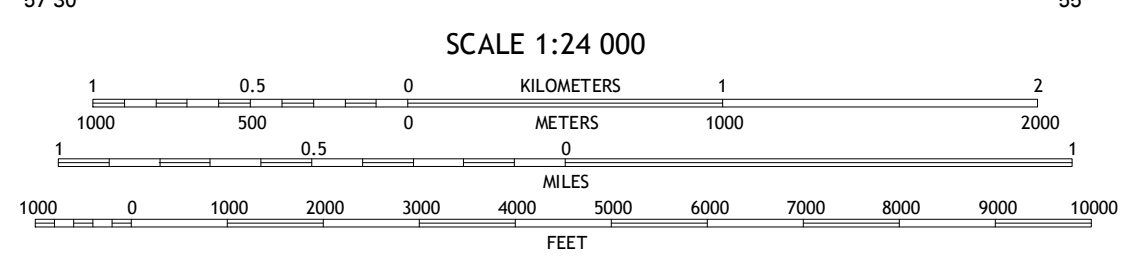 57'30" 55'
SCALE 1:24 000
1 0.5 0 KILOMETERS 1 2
1000 500 0 METERS 1000 2000
1 0.5 0 1
MILES
1000 0 1000 2000 3000 4000 5000 6000 7000 8000 9000 10000
FEET